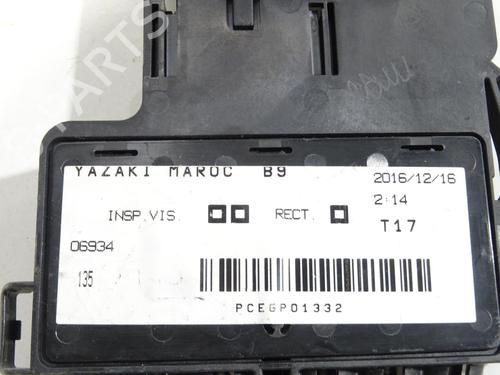 YAZAKI MAROC B9
2016/12/16
INSP.VIS. RECT.
2:14
T17
06934
135
PCEGP01332